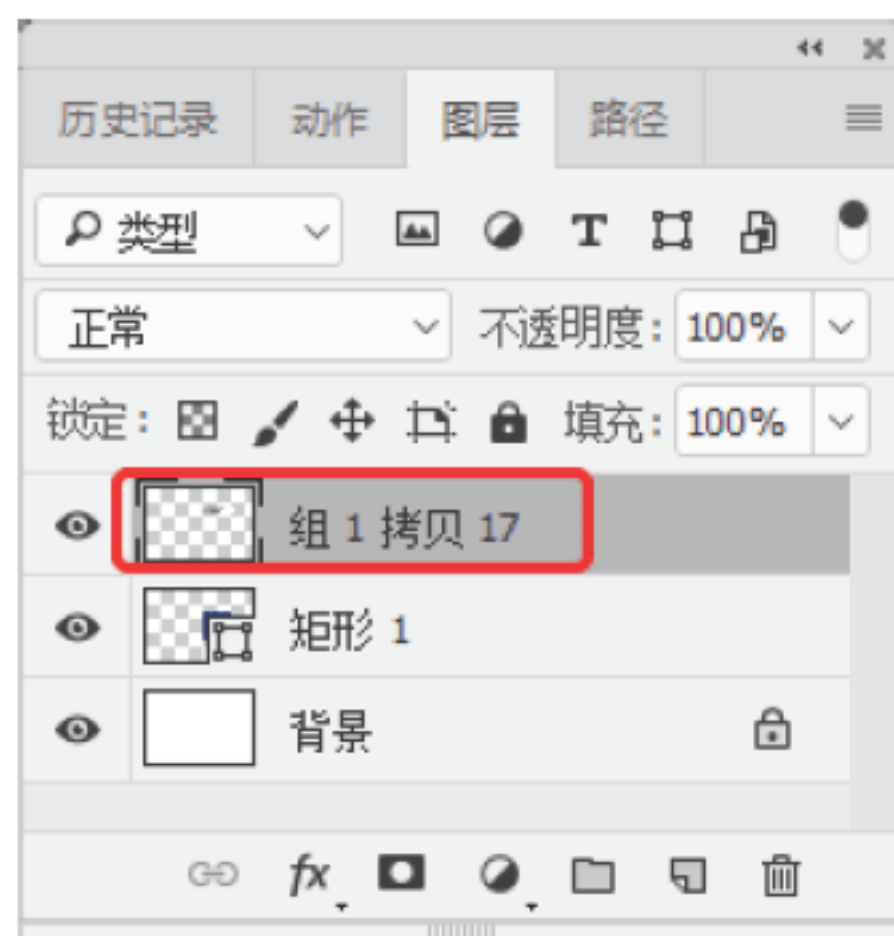 历史记录 动作 图层 路径
类型 T
正常 不透明度: 100%
锁定: 填充: 100%
组 1 拷贝 17
矩形 1
背景
fx